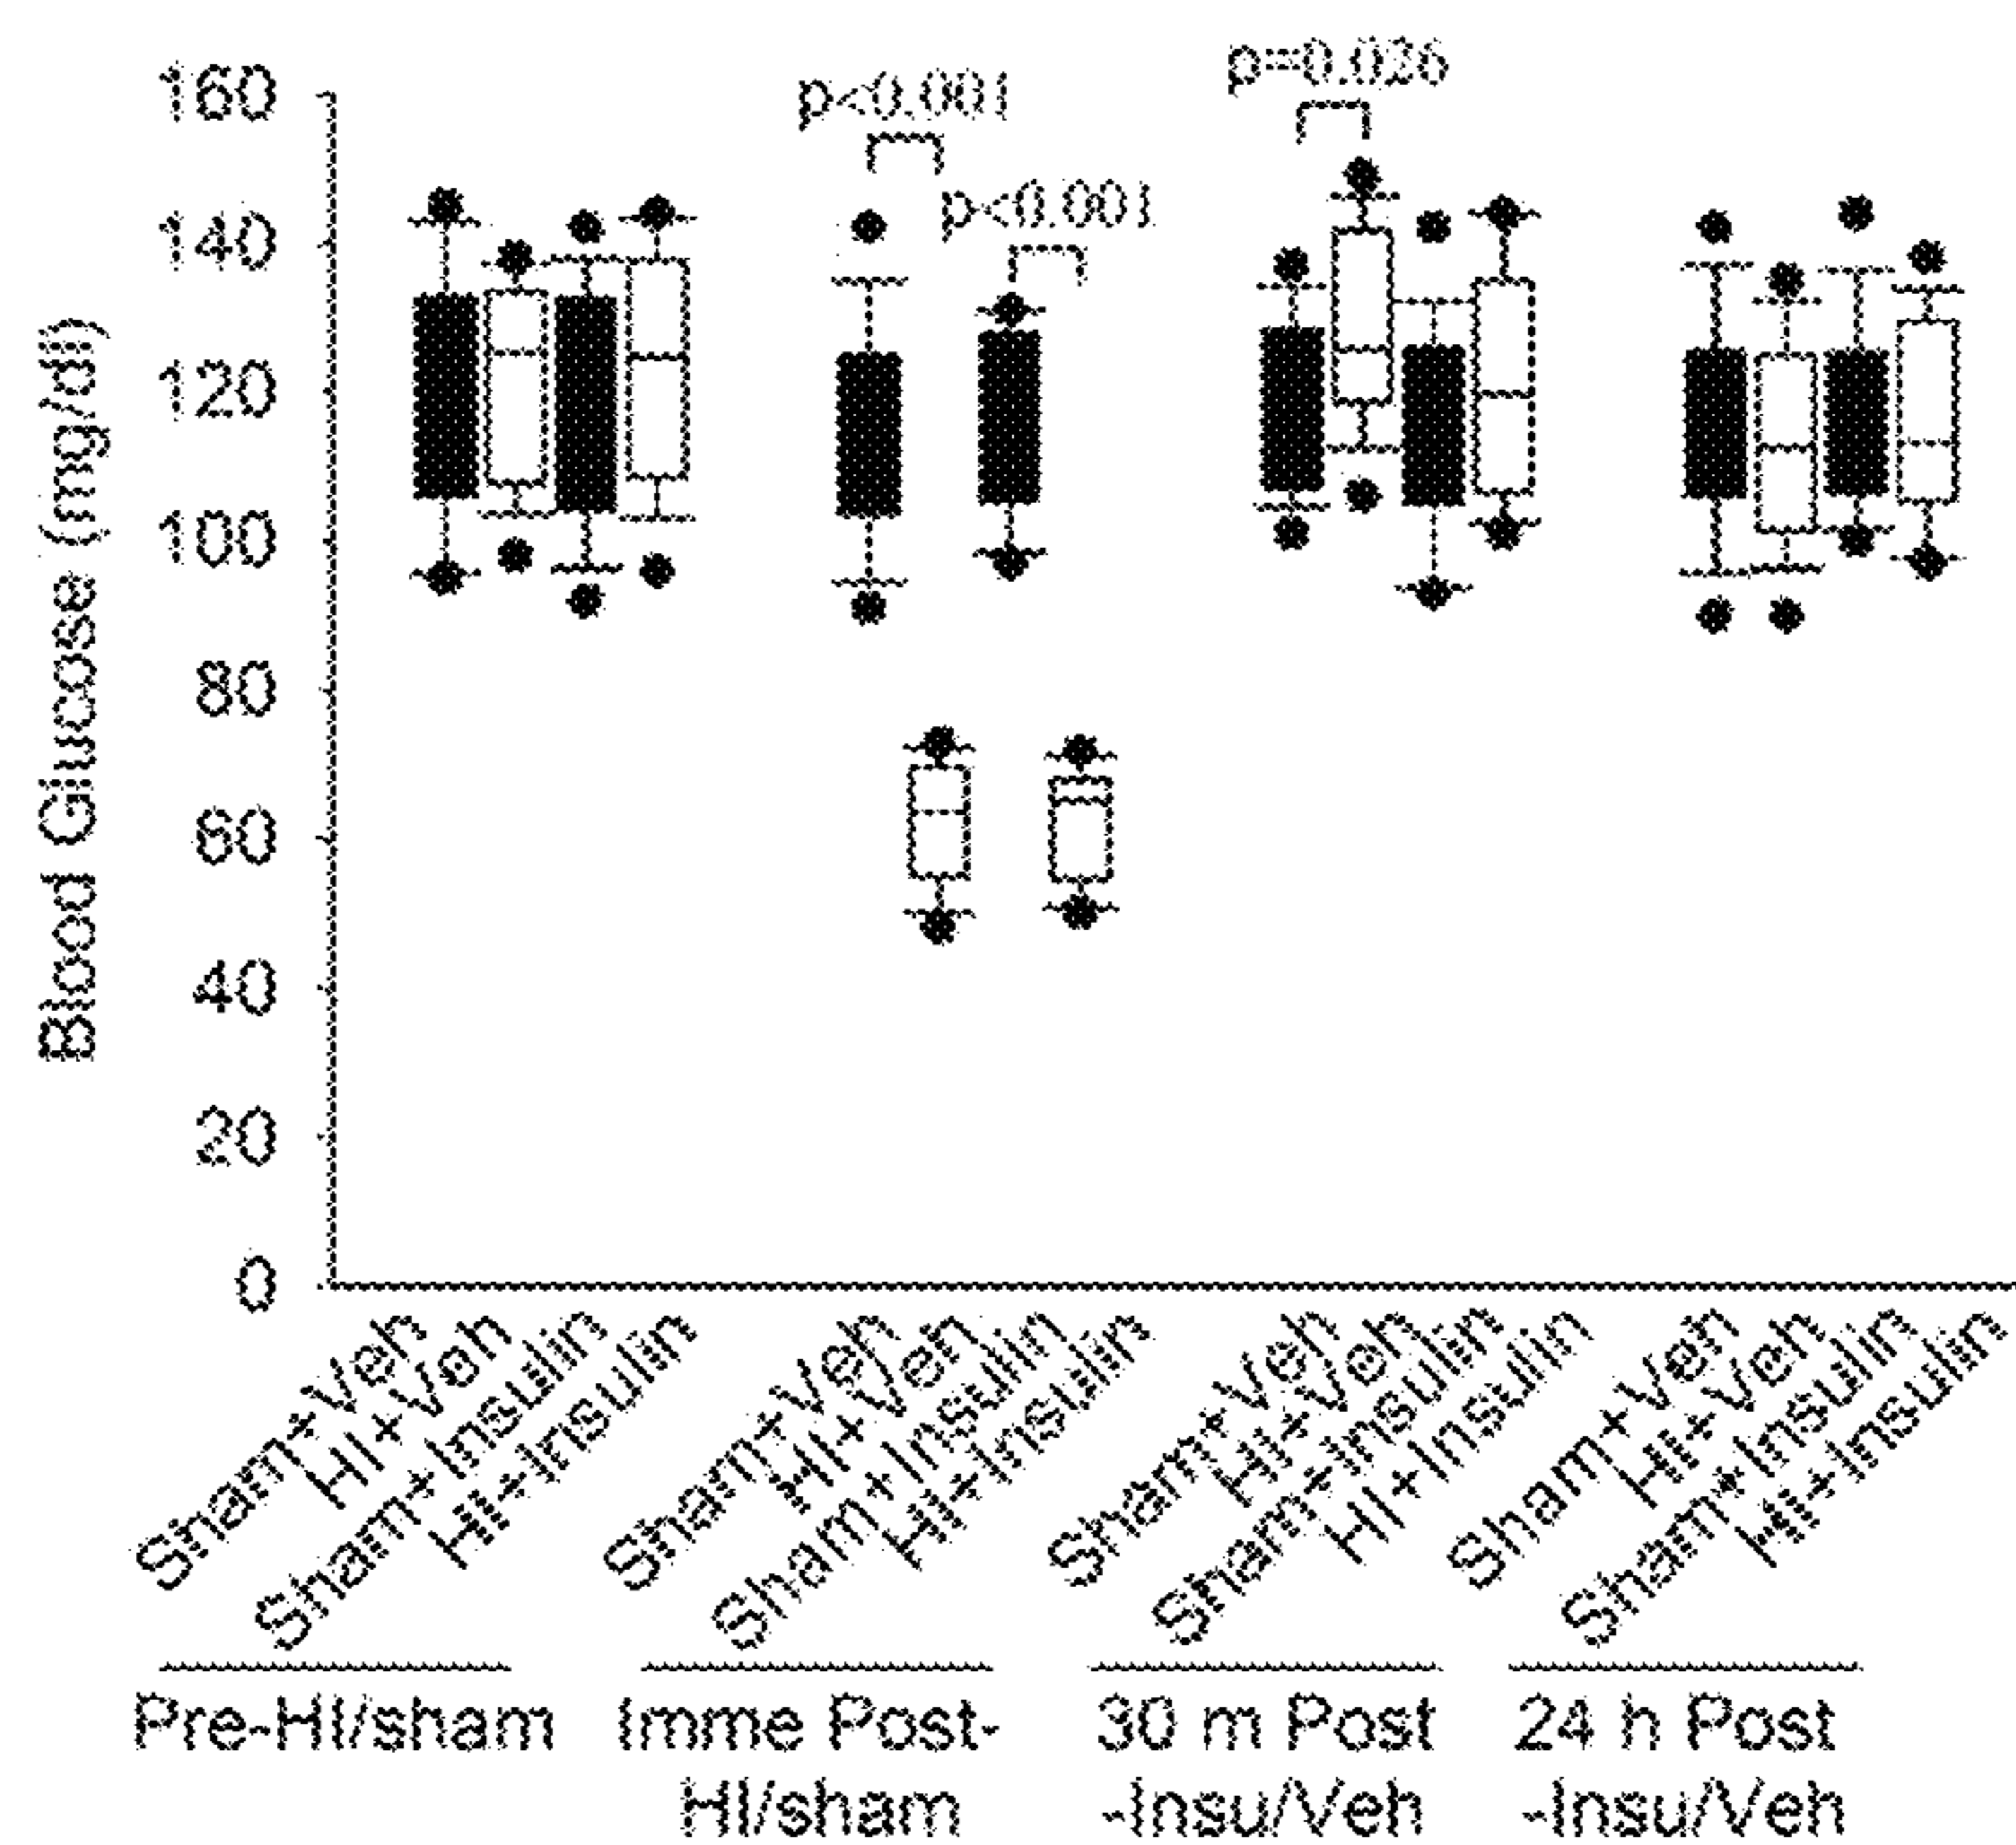 p=0.026
p<0.001
p<0.001
160
140
120
100
80
60
40
20
0
Blood Glucose (mg/dl)
Sham+Veh
HI+Veh
Sham+Insulin
HI+Insulin
Sham+Veh
HI+Veh
Sham+Insulin
HI+Insulin
Sham+Veh
HI+Veh
Sham+Insulin
HI+Insulin
Sham+Veh
HI+Veh
Sham+Insulin
HI+Insulin
Pre-HI/sham
Imme Post-
HI/sham
30 m Post
-Insu/Veh
24 h Post
-Insu/Veh